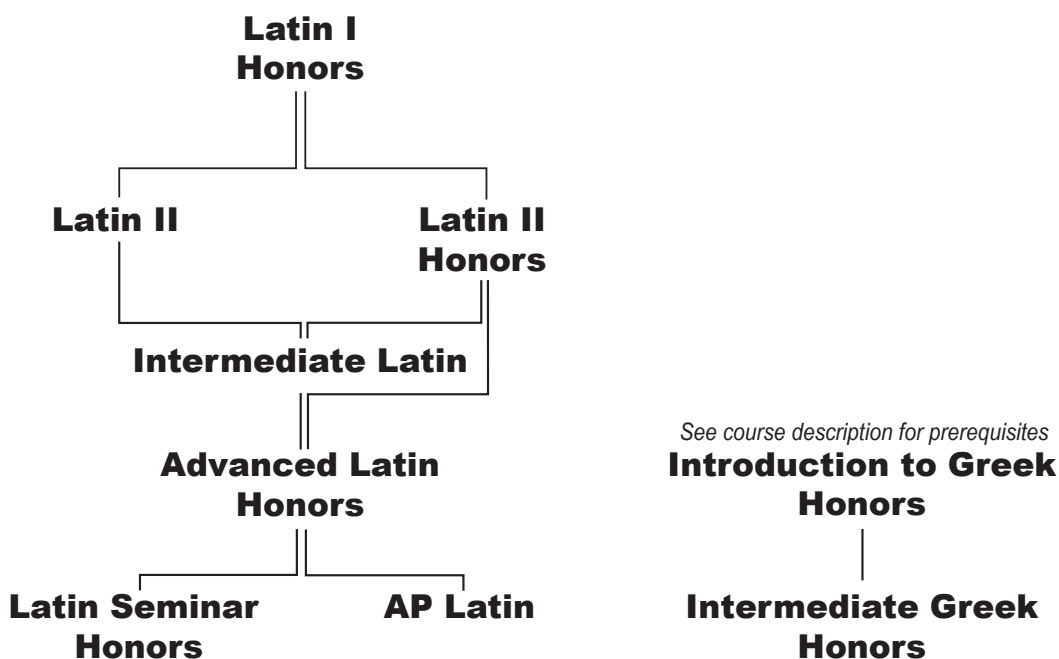 Latin I
Honors
Latin II
Latin II
Honors
Intermediate Latin
Advanced Latin
Honors
Latin Seminar
Honors
AP Latin
See course description for prerequisites
Introduction to Greek
Honors
Intermediate Greek
Honors